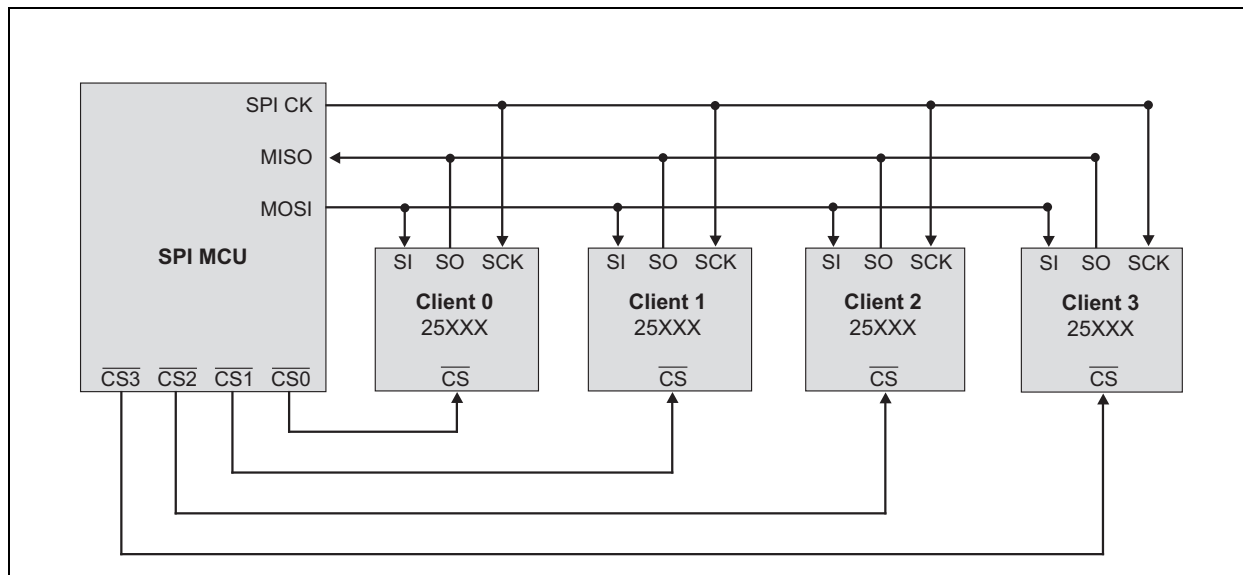 SPI CK
MISO
MOSI
SPI MCU
CS3 CS2 CS1 CS0
SI SO SCK
Client 0
25XXX
CS
SI SO SCK
Client 1
25XXX
CS
SI SO SCK
Client 2
25XXX
CS
SI SO SCK
Client 3
25XXX
CS